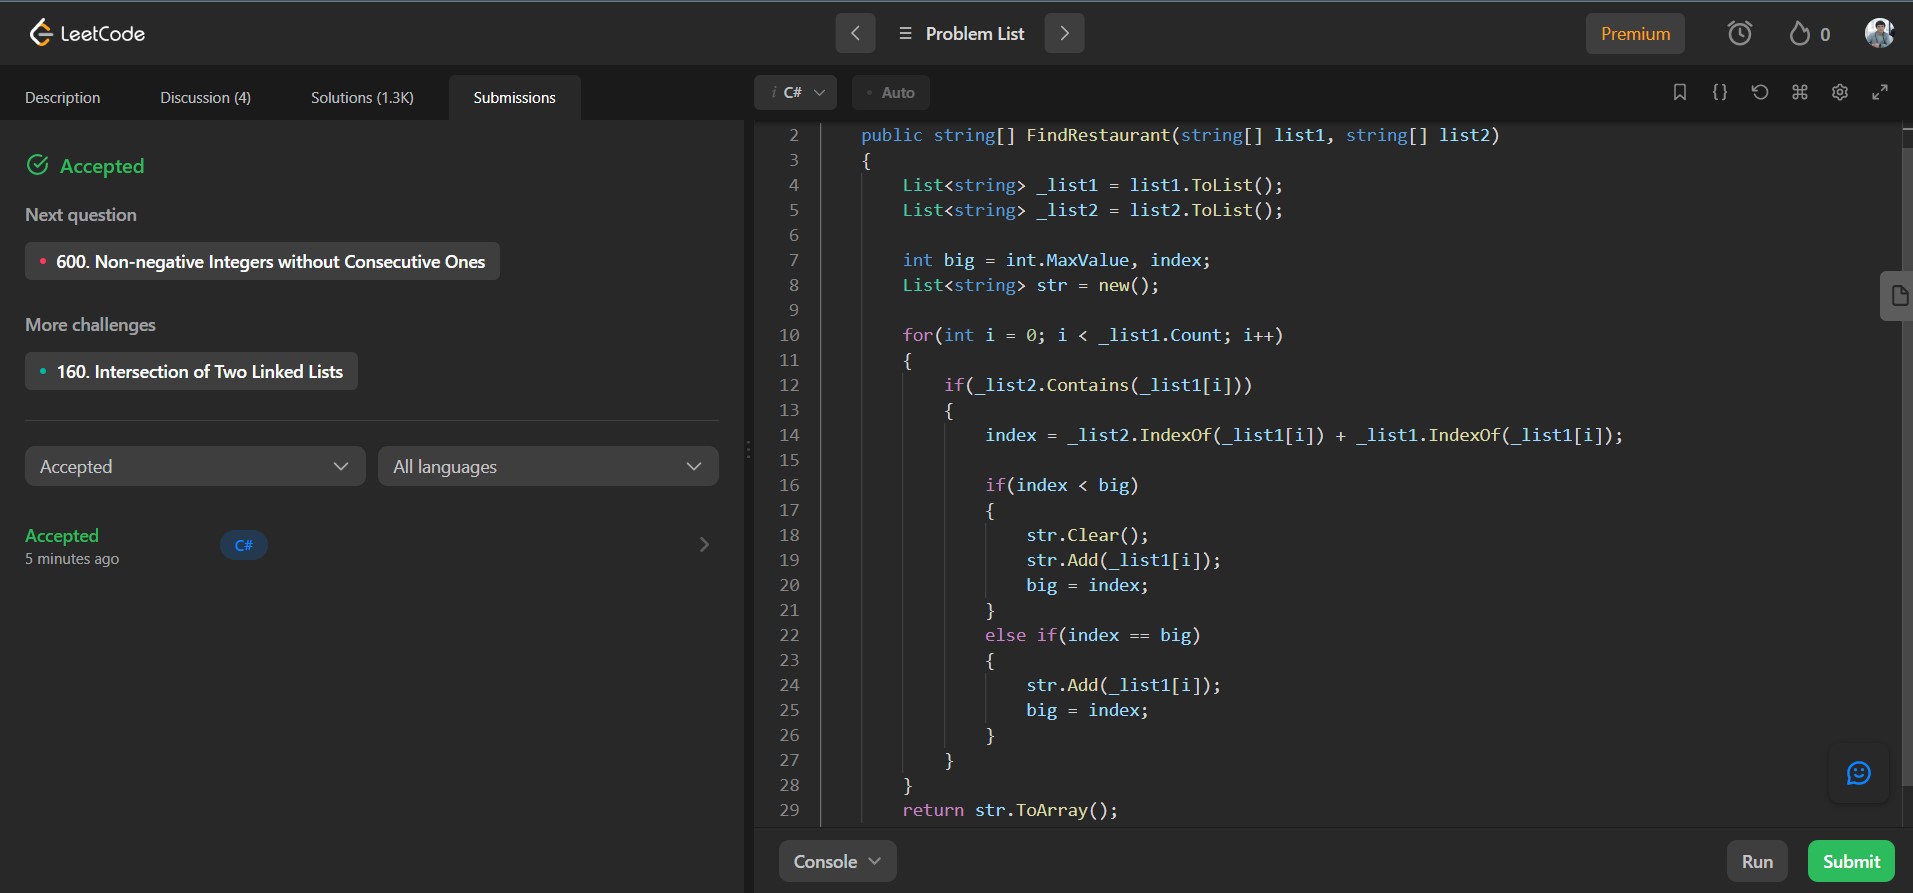 LeetCode
Problem List
Premium
0
Description
Discussion (4)
Solutions (1.3K)
Submissions
Accepted
Next question
600. Non-negative Integers without Consecutive Ones
More challenges
160. Intersection of Two Linked Lists
Accepted
All languages
Accepted
C#
5 minutes ago
i C#
Auto
{}
2 public string[] FindRestaurant(string[] list1, string[] list2)
3 {
4 List<string> _list1 = list1.ToList();
5 List<string> _list2 = list2.ToList();
6
7 int big = int.MaxValue, index;
8 List<string> str = new();
9
10 for(int i = 0; i < _list1.Count; i++)
11 {
12 if(_list2.Contains(_list1[i]))
13 {
14 index = _list2.IndexOf(_list1[i]) + _list1.IndexOf(_list1[i]);
15
16 if(index < big)
17 {
18 str.Clear();
19 str.Add(_list1[i]);
20 big = index;
21 }
22 else if(index == big)
23 {
24 str.Add(_list1[i]);
25 big = index;
26 }
27 }
28 }
29 return str.ToArray();
Console
Run
Submit